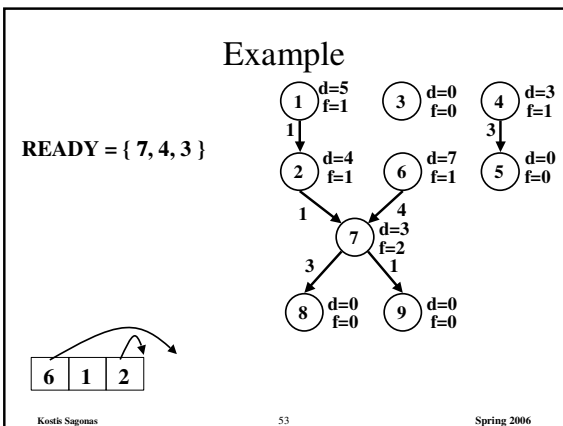 Example
READY = { 7, 4, 3 }
1 d=5 f=1
3 d=0 f=0
4 d=3 f=1
1
3
2 d=4 f=1
6 d=7 f=1
5 d=0 f=0
1
4
7 d=3 f=2
3
1
8 d=0 f=0
9 d=0 f=0
6 1 2
Kostis Sagonas 53 Spring 2006